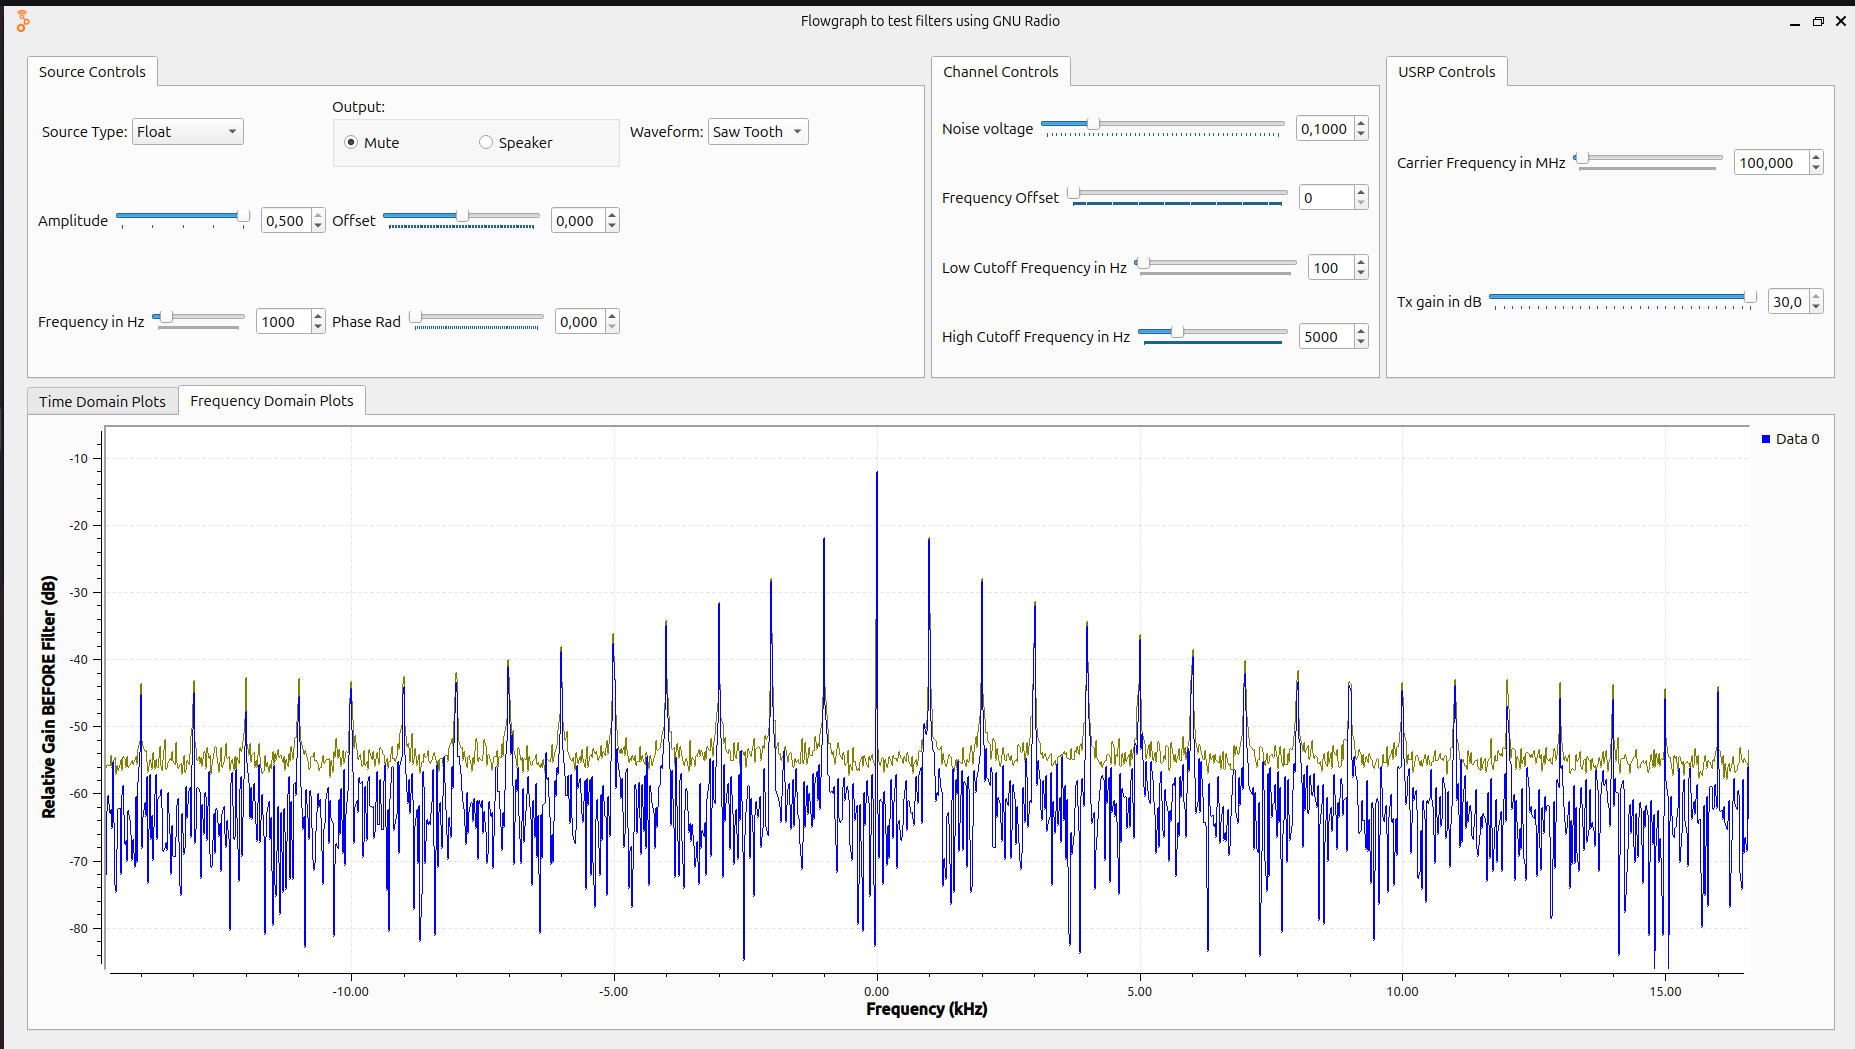 Flowgraph to test filters using GNU Radio
Source Controls
Channel Controls
USRP Controls
Output:
Source Type: Float
Mute
Speaker
Waveform: Saw Tooth
Amplitude 0,500
Offset 0,000
Frequency in Hz 1000
Phase Rad 0,000
Noise voltage 0,1000
Frequency Offset 0
Low Cutoff Frequency in Hz 100
High Cutoff Frequency in Hz 5000
Carrier Frequency in MHz 100,000
Tx gain in dB 30,0
Time Domain Plots
Frequency Domain Plots
Data 0
Relative Gain BEFORE Filter (dB)
-10
-20
-30
-40
-50
-60
-70
-80
-10.00
-5.00
0.00
5.00
10.00
15.00
Frequency (kHz)